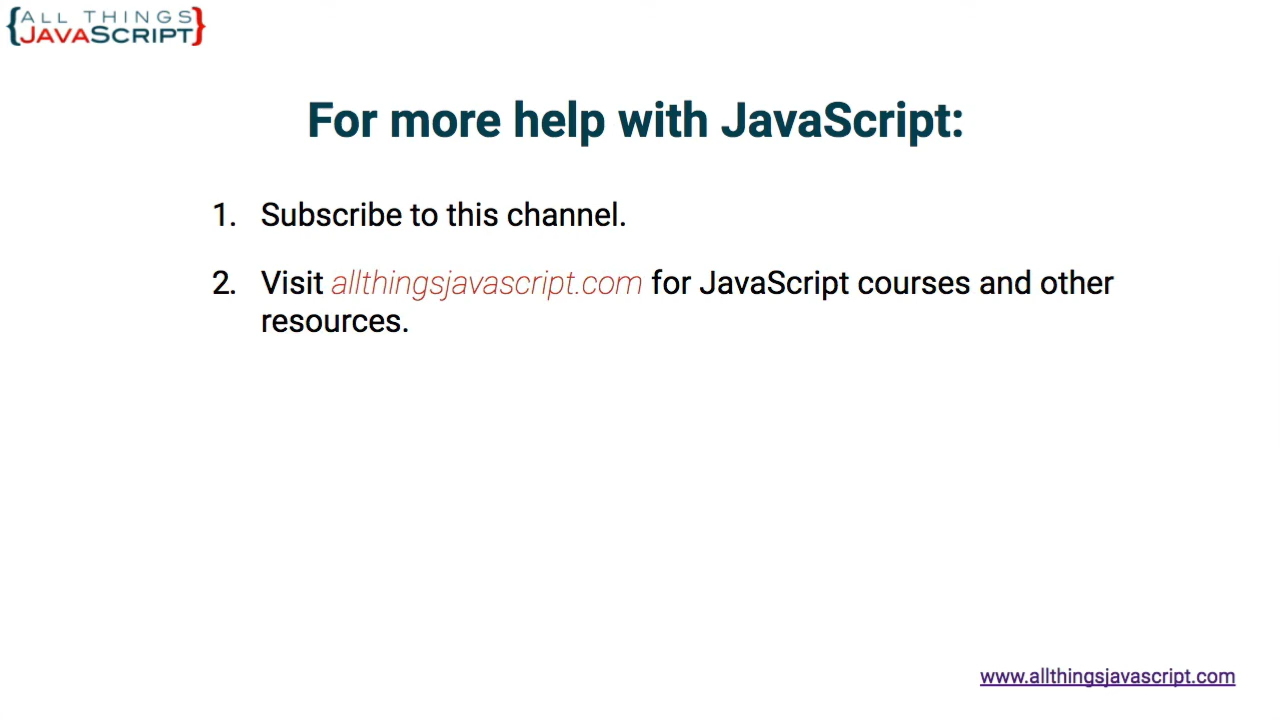 {ALL THINGS
JAVASCRIPT}
For more help with JavaScript:
1. Subscribe to this channel.
2. Visit allthingsjavascript.com for JavaScript courses and other
resources.
www.allthingsjavascript.com